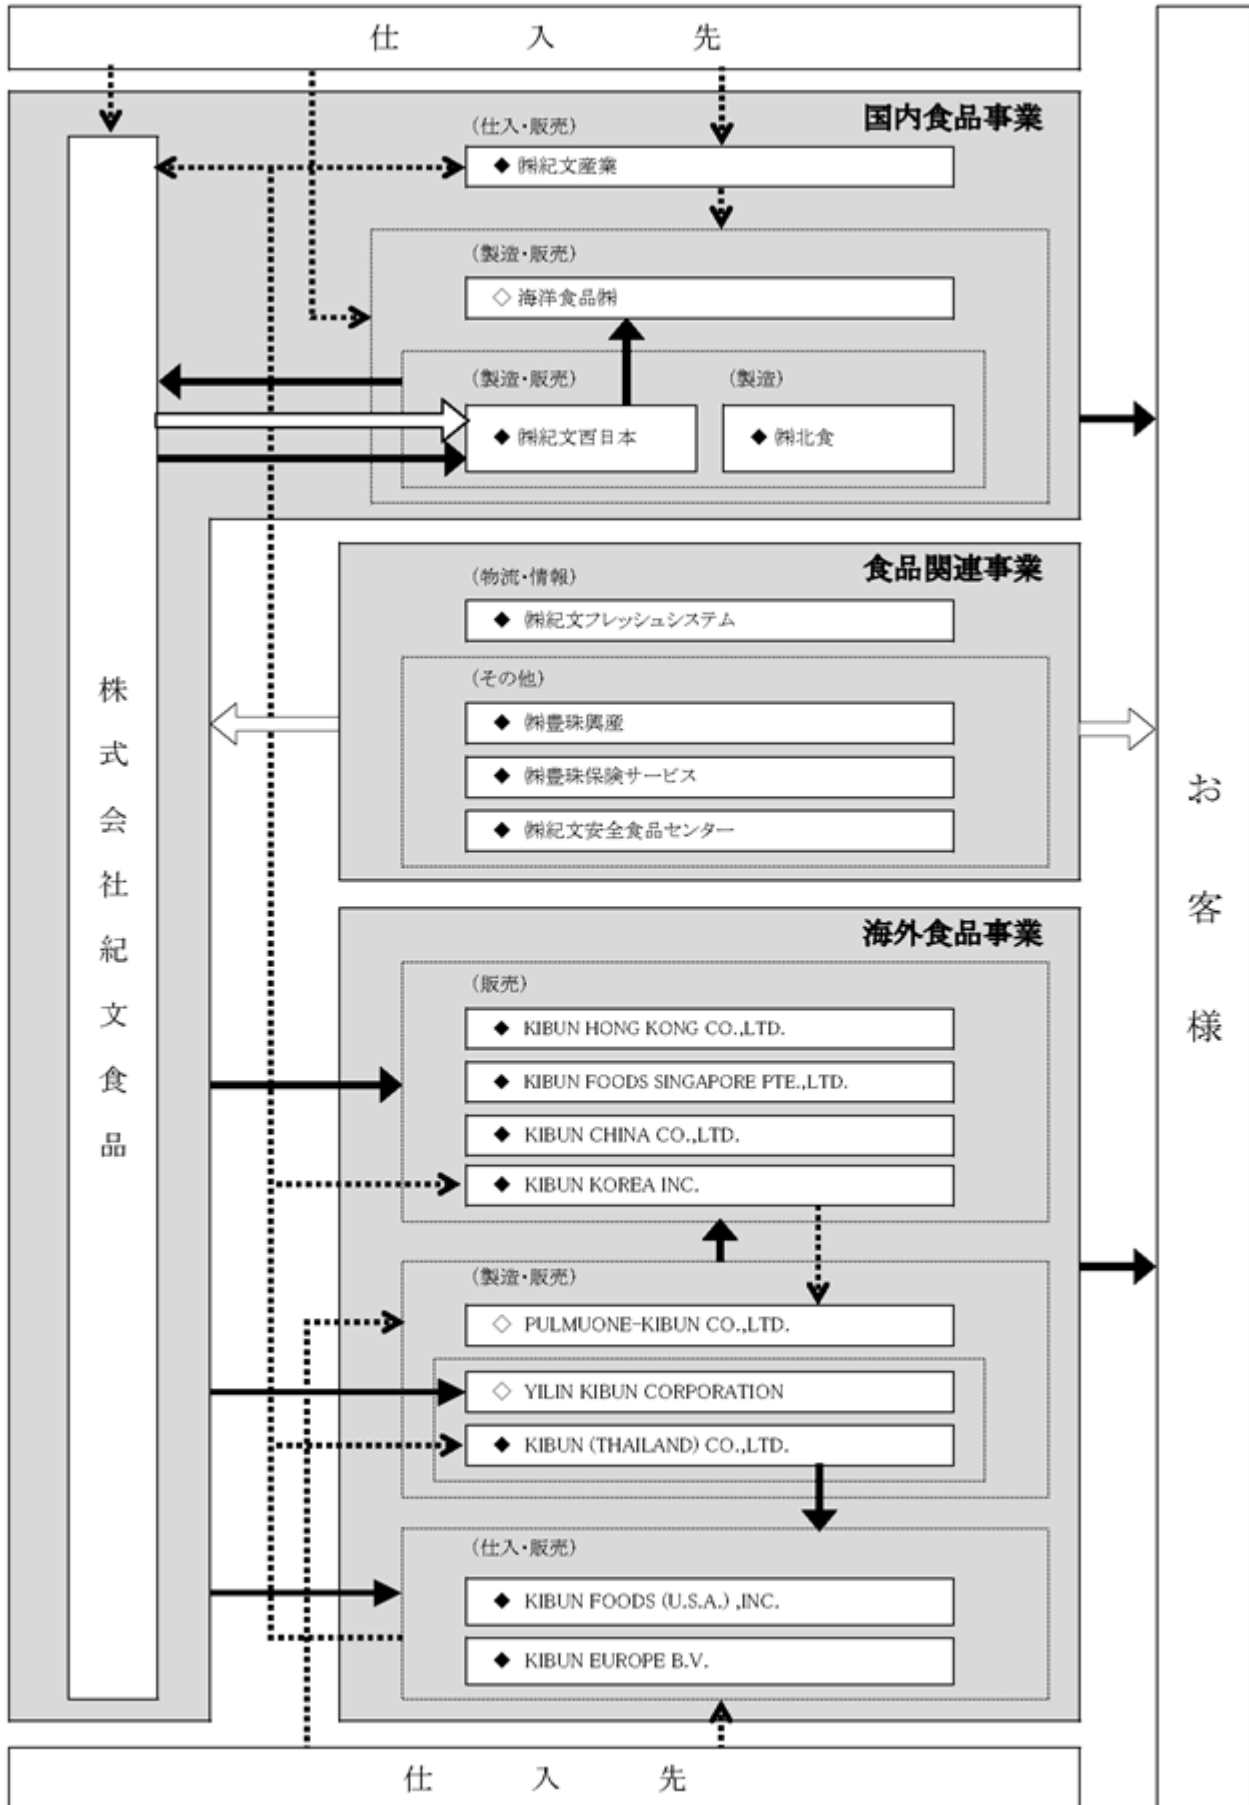 仕入先
国内食品事業
(仕入・販売)
◆ ㈱紀文産業
(製造・販売)
◇ 海洋食品㈱
(製造・販売)
(製造)
◆ ㈱紀文西日本
◆ ㈱北食
食品関連事業
(物流・情報)
◆ ㈱紀文フレッシュシステム
(その他)
◆ ㈱豊珠興産
◆ ㈱豊珠保険サービス
◆ ㈱紀文安全食品センター
株式会社紀文食品
お客様
海外食品事業
(販売)
◆ KIBUN HONG KONG CO.,LTD.
◆ KIBUN FOODS SINGAPORE PTE.,LTD.
◆ KIBUN CHINA CO.,LTD.
◆ KIBUN KOREA INC.
(製造・販売)
◇ PULMUONE-KIBUN CO.,LTD.
◇ YILIN KIBUN CORPORATION
◆ KIBUN (THAILAND) CO.,LTD.
(仕入・販売)
◆ KIBUN FOODS (U.S.A.) ,INC.
◆ KIBUN EUROPE B.V.
仕入先